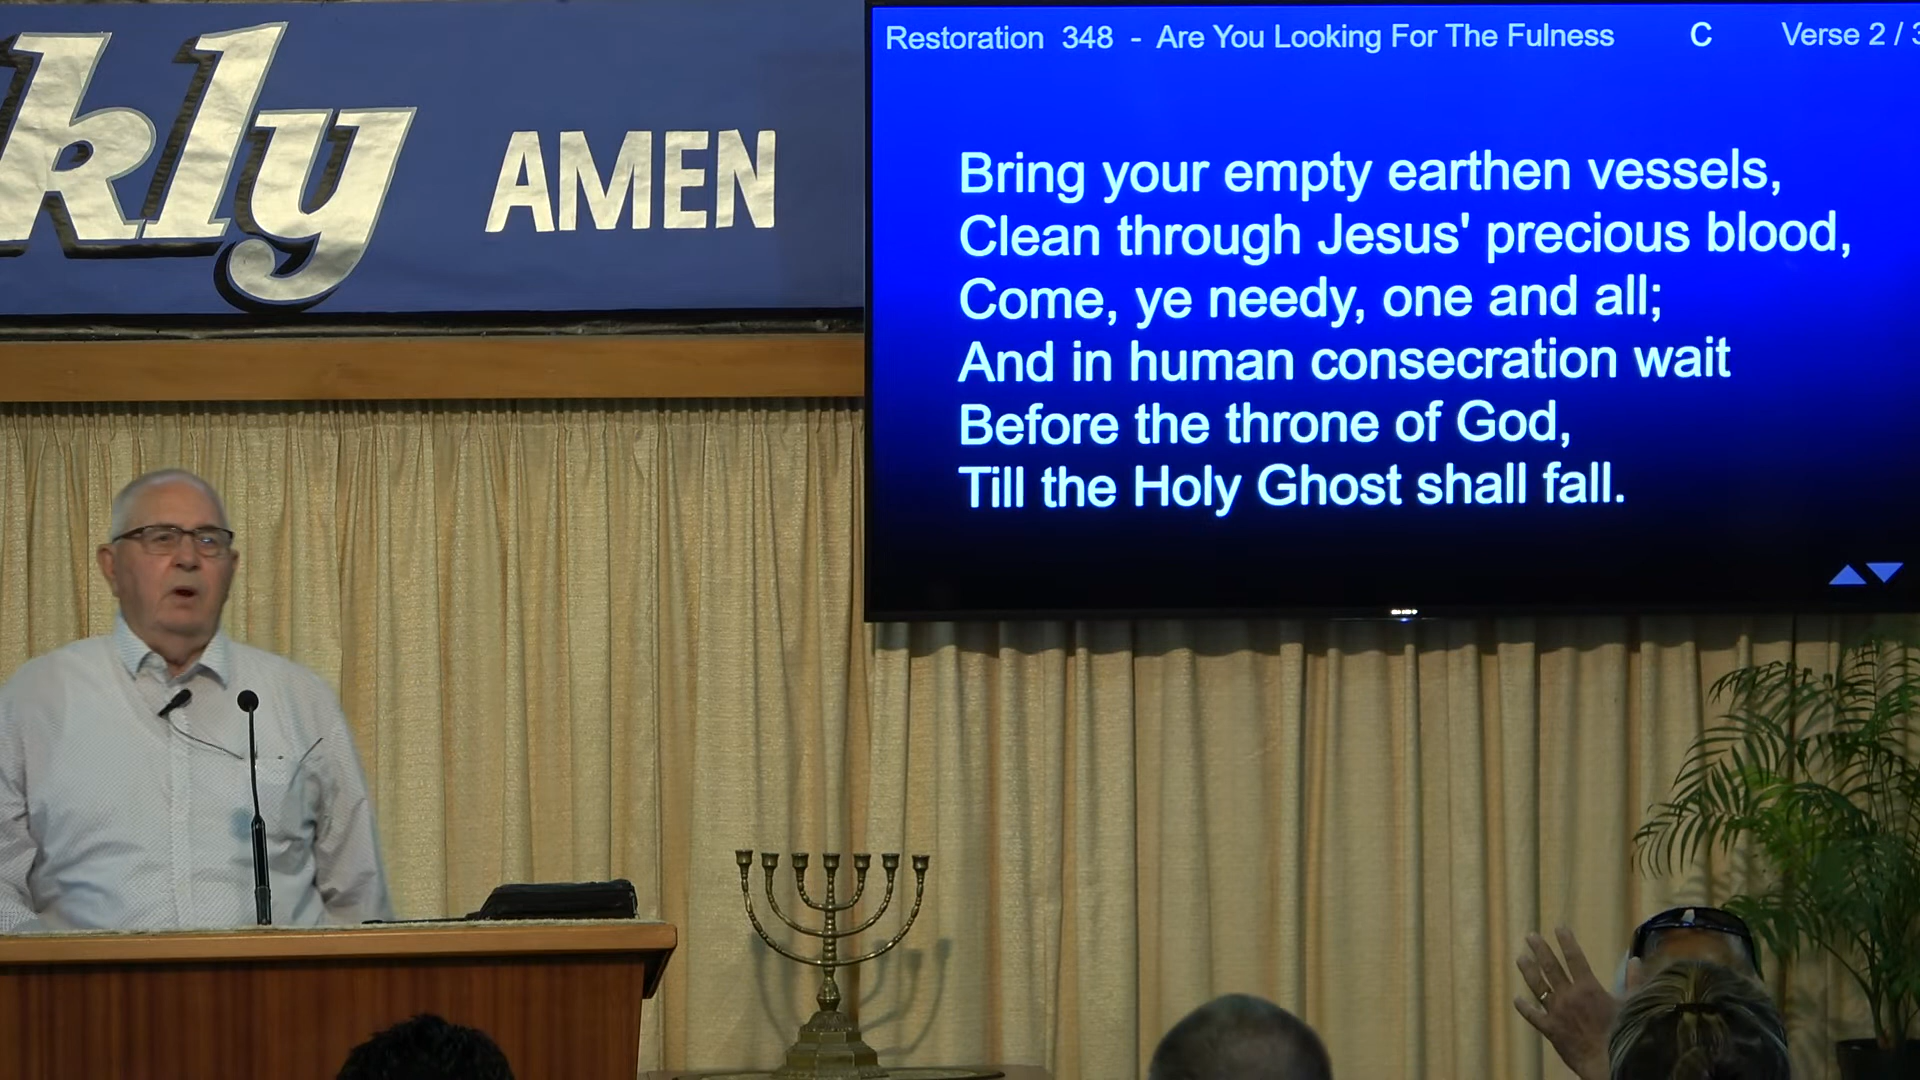 kly AMEN
Restoration 348 - Are You Looking For The Fulness C Verse 2 / 3
Bring your empty earthen vessels,
Clean through Jesus' precious blood,
Come, ye needy, one and all;
And in human consecration wait
Before the throne of God,
Till the Holy Ghost shall fall.